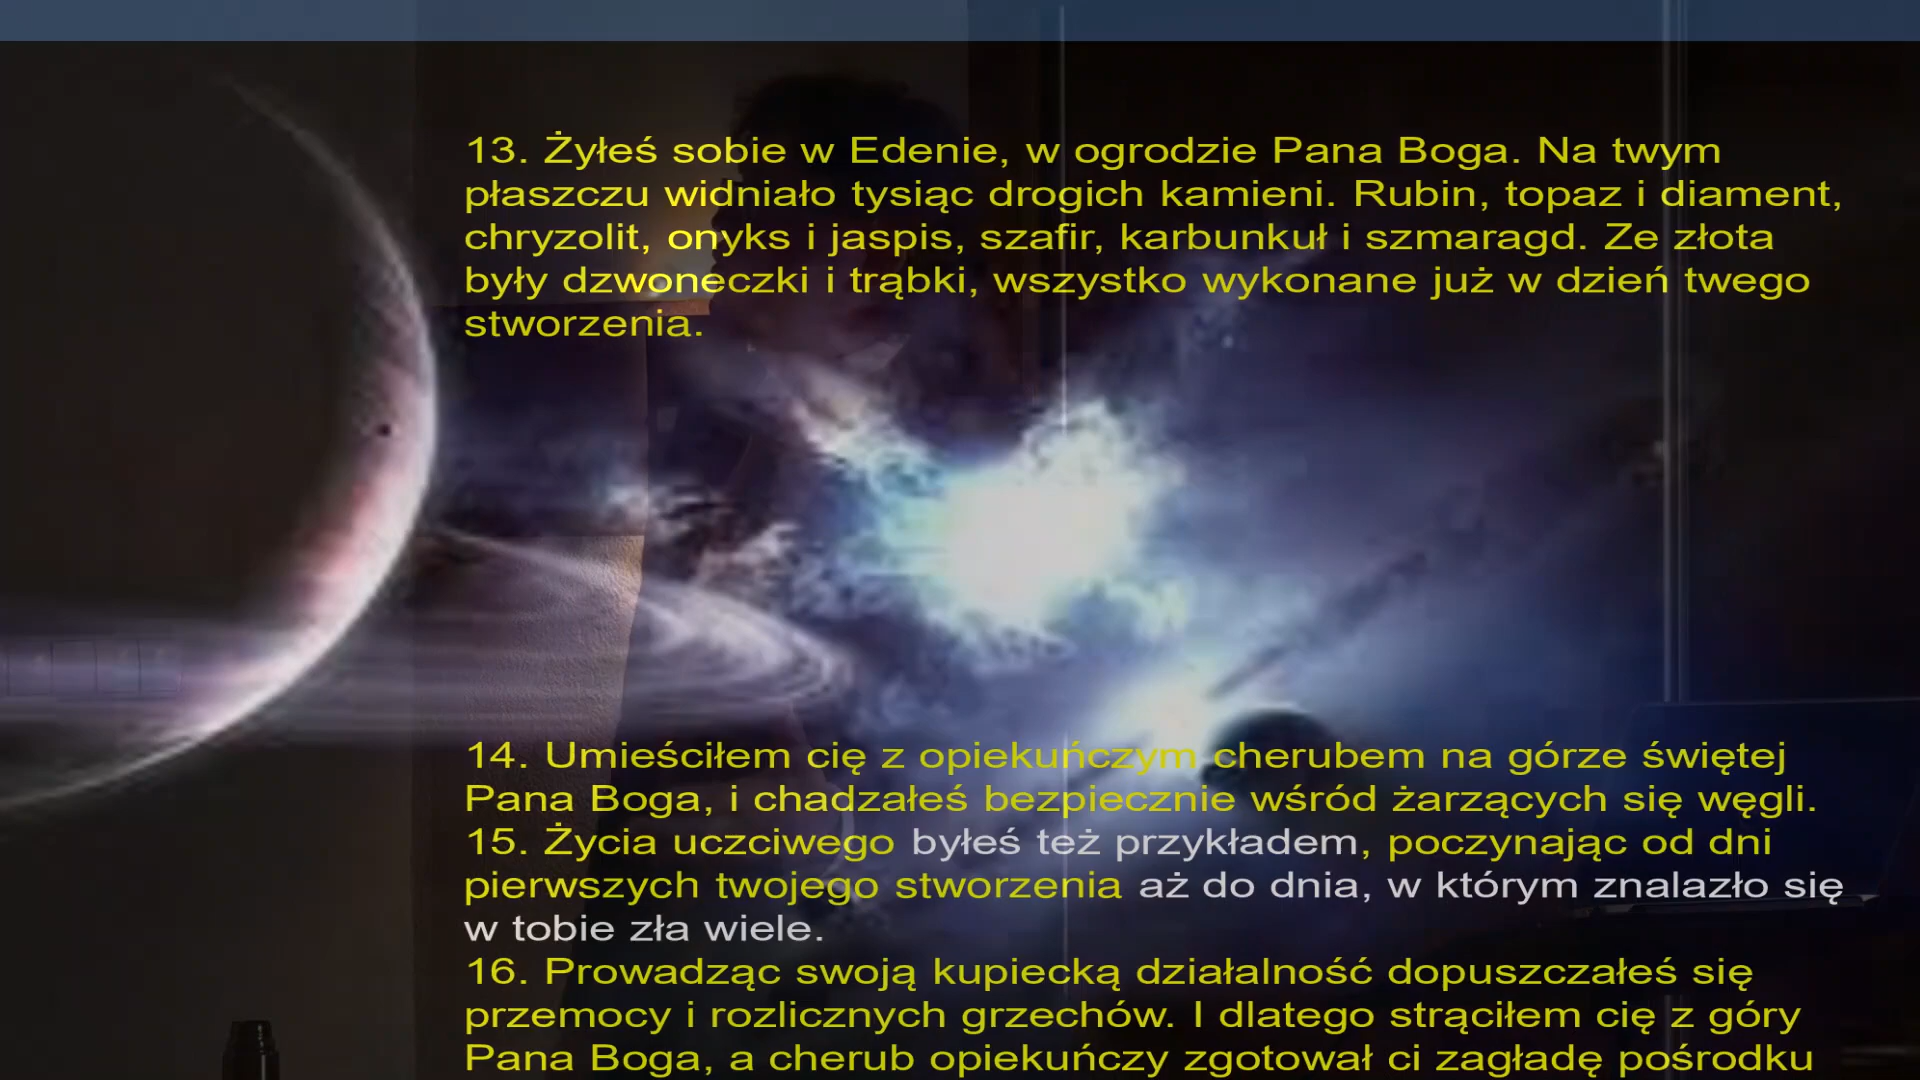 13. Żyłeś sobie w Edenie, w ogrodzie Pana Boga. Na twym
płaszczu widniało tysiąc drogich kamieni. Rubin, topaz i diament,
chryzolit, onyks i jaspis, szafir, karbunkuł i szmaragd. Ze złota
były dzwoneczki i trąbki, wszystko wykonane już w dzień twego
stworzenia.
14. Umieściłem cię z opiekuńczym cherubem na górze świętej
Pana Boga, i chadzałeś bezpiecznie wśród żarzących się węgli.
15. Życia uczciwego byłeś też przykładem, poczynając od dni
pierwszych twojego stworzenia aż do dnia, w którym znalazło się
w tobie zła wiele.
16. Prowadząc swoją kupiecką działalność dopuszczałeś się
przemocy i rozlicznych grzechów. I dlatego strąciłem cię z góry
Pana Boga, a cherub opiekuńczy zgotował ci zagładę pośrodku